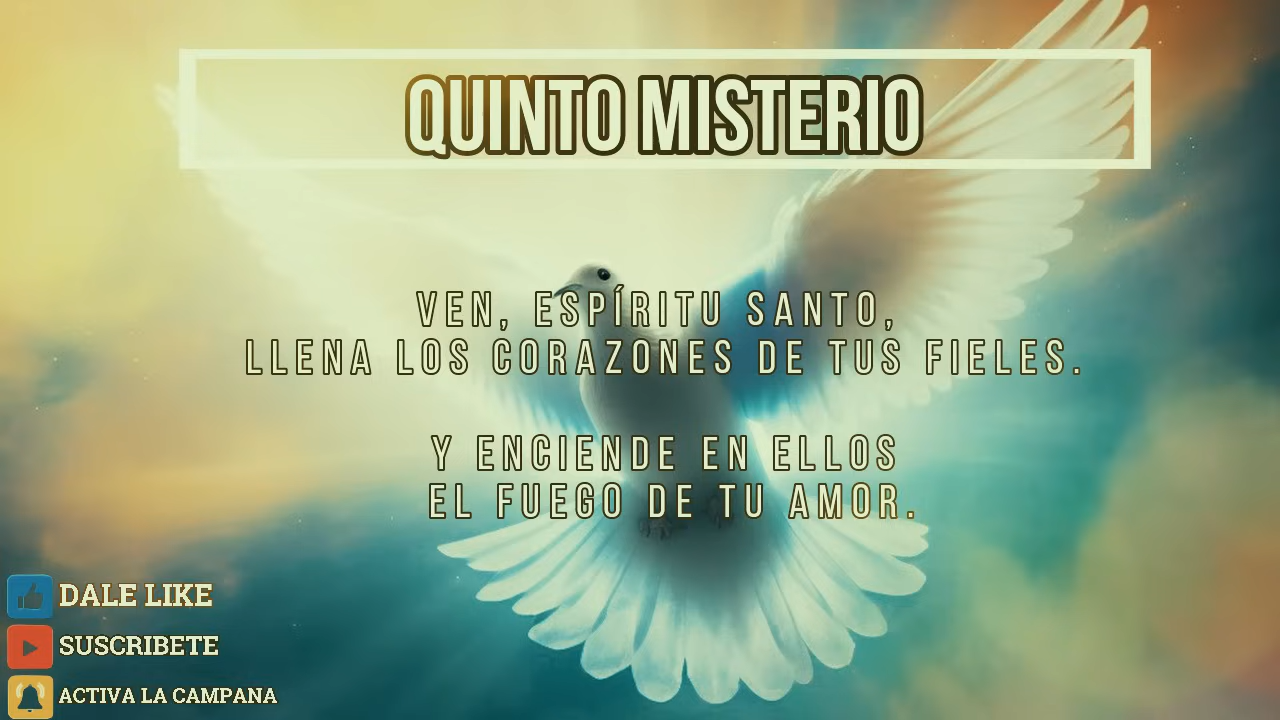 QUINTO MISTERIO
VEN, ESPÍRITU SANTO,
LLENA LOS CORAZONES DE TUS FIELES.
Y ENCIENDE EN ELLOS
EL FUEGO DE TU AMOR.
DALE LIKE
SUSCRIBETE
ACTIVA LA CAMPANA